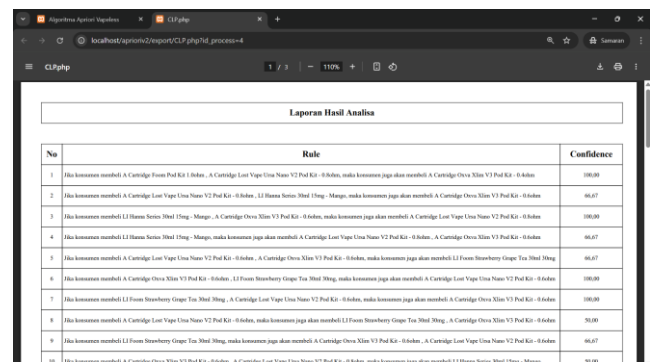 Algoritma Apriori Vapeless
CLP.php
localhost/aprioriv2/export/CLP.php?id_process=4
Samaran
CLP.php
1 / 3
110%
Laporan Hasil Analisa
No Rule Confidence
1 Jika konsumen membeli A Cartridge Foom Pod Kit 1.0ohm , A Cartridge Lost Vape Ursa Nano V2 Pod Kit - 0.8ohm, maka konsumen juga akan membeli A Cartridge Oxva Xlim V3 Pod Kit - 0.4ohm 100,00
2 Jika konsumen membeli A Cartridge Lost Vape Ursa Nano V2 Pod Kit - 0.8ohm , LI Hanna Series 30ml 15mg - Mango, maka konsumen juga akan membeli A Cartridge Oxva Xlim V3 Pod Kit - 0.6ohm 66,67
3 Jika konsumen membeli LI Hanna Series 30ml 15mg - Mango , A Cartridge Oxva Xlim V3 Pod Kit - 0.6ohm, maka konsumen juga akan membeli A Cartridge Lost Vape Ursa Nano V2 Pod Kit - 0.8ohm 100,00
4 Jika konsumen membeli LI Hanna Series 30ml 15mg - Mango, maka konsumen juga akan membeli A Cartridge Lost Vape Ursa Nano V2 Pod Kit - 0.8ohm , A Cartridge Oxva Xlim V3 Pod Kit - 0.6ohm 66,67
5 Jika konsumen membeli A Cartridge Lost Vape Ursa Nano V2 Pod Kit - 0.6ohm , A Cartridge Oxva Xlim V3 Pod Kit - 0.6ohm, maka konsumen juga akan membeli LI Foom Strawberry Grape Tea 30ml 30mg 66,67
6 Jika konsumen membeli A Cartridge Oxva Xlim V3 Pod Kit - 0.6ohm , LI Foom Strawberry Grape Tea 30ml 30mg, maka konsumen juga akan membeli A Cartridge Lost Vape Ursa Nano V2 Pod Kit - 0.6ohm 100,00
7 Jika konsumen membeli LI Foom Strawberry Grape Tea 30ml 30mg , A Cartridge Lost Vape Ursa Nano V2 Pod Kit - 0.6ohm, maka konsumen juga akan membeli A Cartridge Oxva Xlim V3 Pod Kit - 0.6ohm 100,00
8 Jika konsumen membeli A Cartridge Lost Vape Ursa Nano V2 Pod Kit - 0.6ohm, maka konsumen juga akan membeli LI Foom Strawberry Grape Tea 30ml 30mg , A Cartridge Oxva Xlim V3 Pod Kit - 0.6ohm 50,00
9 Jika konsumen membeli LI Foom Strawberry Grape Tea 30ml 30mg, maka konsumen juga akan membeli A Cartridge Oxva Xlim V3 Pod Kit - 0.6ohm , A Cartridge Lost Vape Ursa Nano V2 Pod Kit - 0.6ohm 66,67